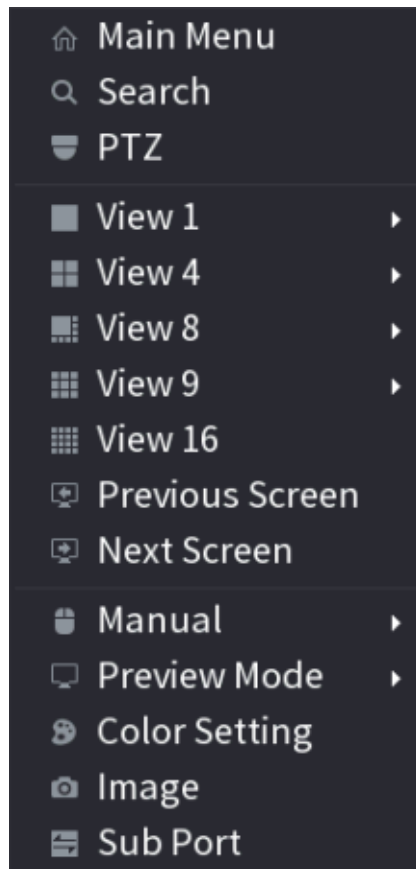 Main Menu
Search
PTZ
View 1
View 4
View 8
View 9
View 16
Previous Screen
Next Screen
Manual
Preview Mode
Color Setting
Image
Sub Port